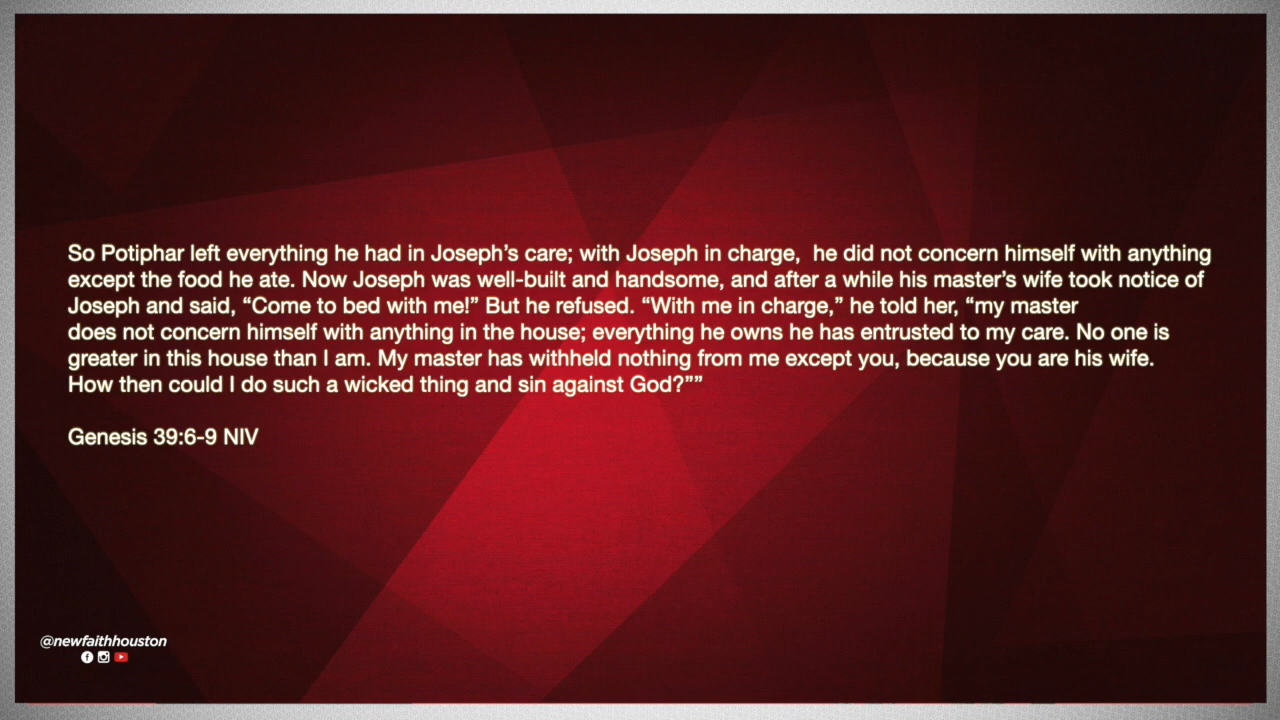 So Potiphar left everything he had in Joseph’s care; with Joseph in charge,  he did not concern himself with anything
except the food he ate. Now Joseph was well-built and handsome, and after a while his master’s wife took notice of
Joseph and said, “Come to bed with me!” But he refused. “With me in charge,” he told her, “my master
does not concern himself with anything in the house; everything he owns he has entrusted to my care. No one is
greater in this house than I am. My master has withheld nothing from me except you, because you are his wife.
How then could I do such a wicked thing and sin against God?””
Genesis 39:6-9 NIV
@newfaithhouston